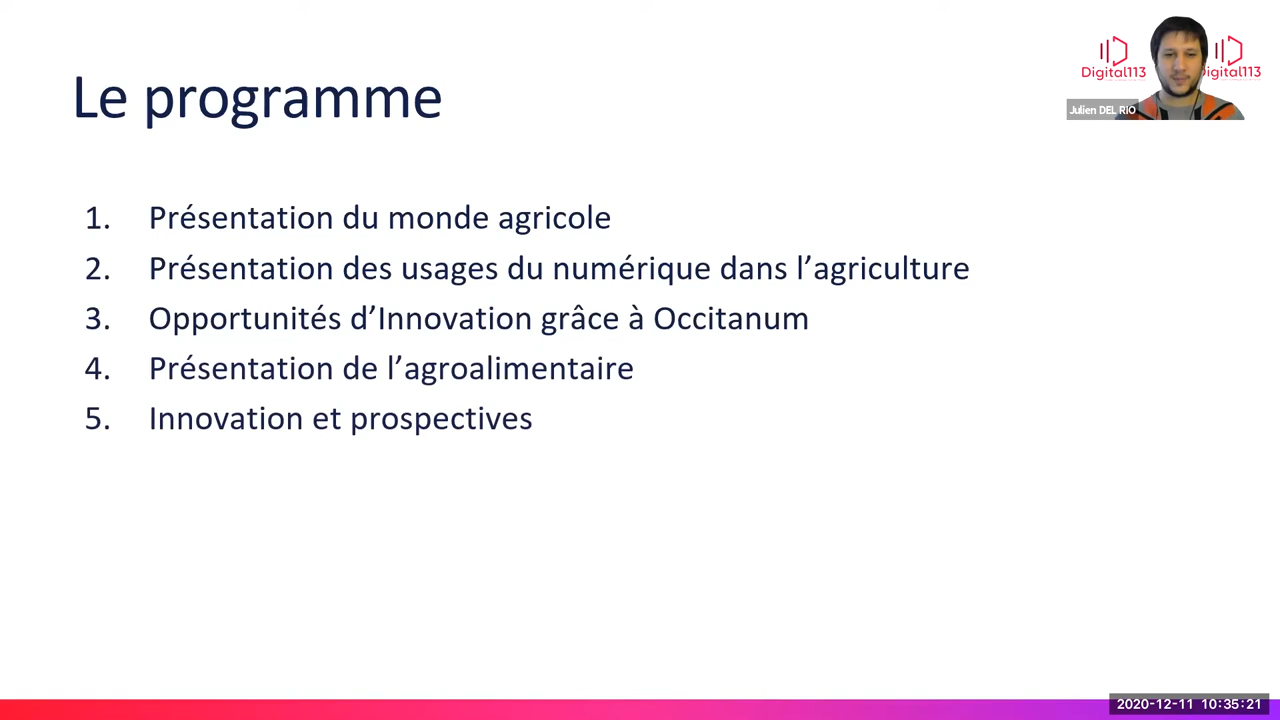 Le programme
Digital113
Digital113
Julien DEL RIO
1. Présentation du monde agricole
2. Présentation des usages du numérique dans l’agriculture
3. Opportunités d’Innovation grâce à Occitanum
4. Présentation de l’agroalimentaire
5. Innovation et prospectives
2020-12-11 10:35:21